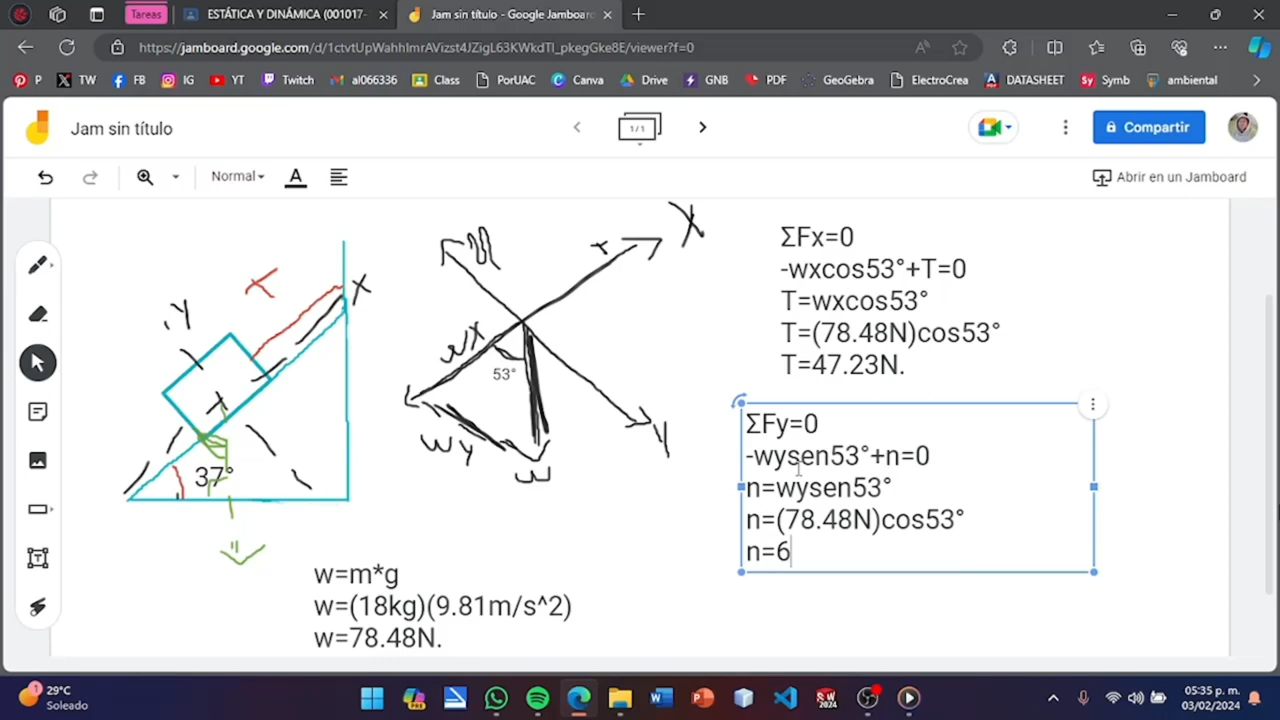 Tareas
ESTÁTICA Y DINÁMICA (001017-
Jam sin título - Google Jamboard
https://jamboard.google.com/d/1ctvtUpWahhImrAVizst4JZigL63KWkdTl_pkegGke8E/viewer?f=0
P TW FB IG YT Twitch al066336 Class PorUAC Canva Drive GNB PDF GeoGebra ElectroCrea DATASHEET Symb ambiental
Jam sin título
1/1
Compartir
Normal
Abrir en un Jamboard
X
ΣFx=0
-wxcos53°+T=0
T=wxcos53°
T=(78.48N)cos53°
T=47.23N.
Y
X
wx
53°
wy
w
Y
37°
ΣFy=0
-wysen53°+n=0
n=wysen53°
n=(78.48N)cos53°
n=6
w=m*g
w=(18kg)(9.81m/s^2)
w=78.48N.
29°C
Soleado
05:35 p. m.
03/02/2024